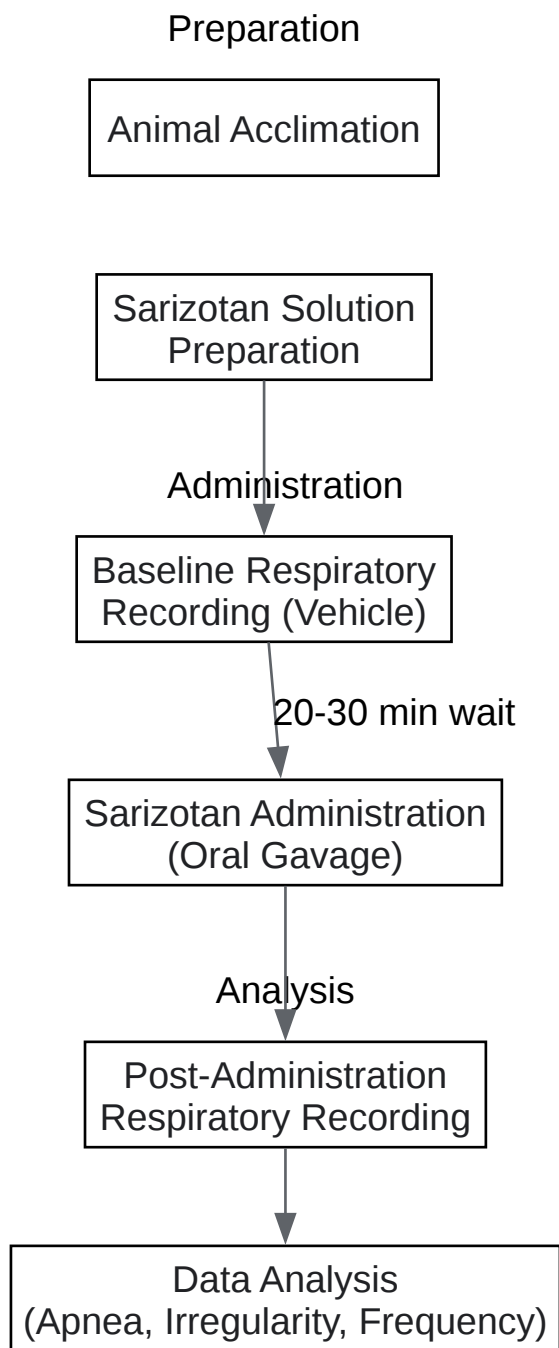 Preparation
Animal Acclimation
Sarizotan Solution
Preparation
Administration
Baseline Respiratory
Recording (Vehicle)
20-30 min wait
Sarizotan Administration
(Oral Gavage)
Analysis
Post-Administration
Respiratory Recording
Data Analysis
(Apnea, Irregularity, Frequency)